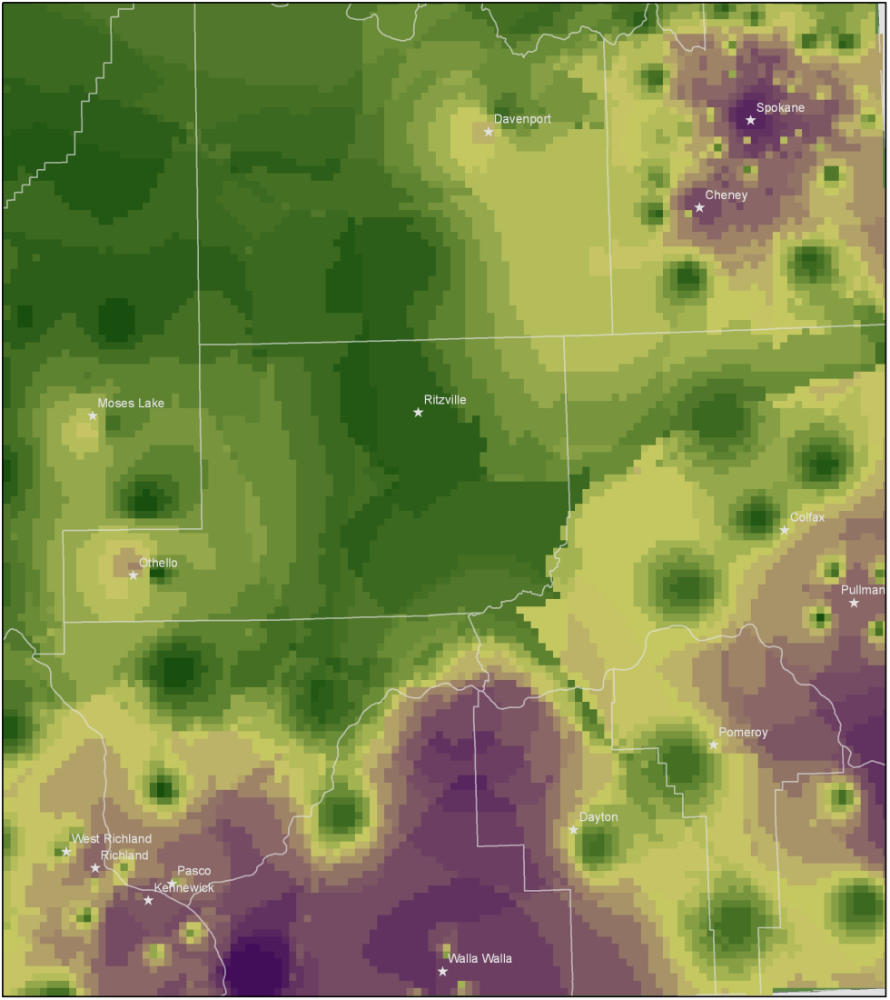 Spokane
Davenport
Cheney
Ritzville
Moses Lake
Colfax
Othello
Pullman
Pomeroy
Dayton
West Richland
Richland
Pasco
Kennewick
Walla Walla